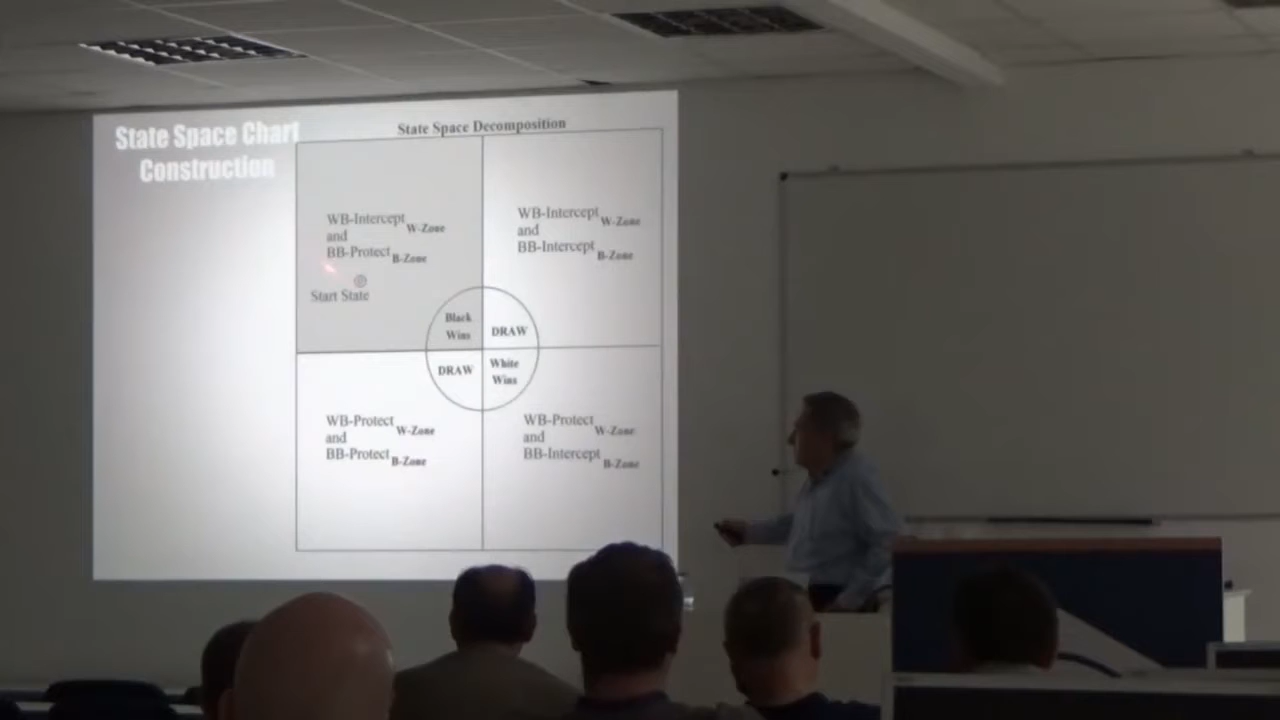 State Space Chart
Construction
State Space Decomposition
WB-Intercept W-Zone
and
BB-Protect B-Zone
Start State
WB-Intercept W-Zone
and
BB-Intercept B-Zone
Black
Wins
DRAW
DRAW
White
Wins
WB-Protect W-Zone
and
BB-Protect B-Zone
WB-Protect W-Zone
and
BB-Intercept B-Zone